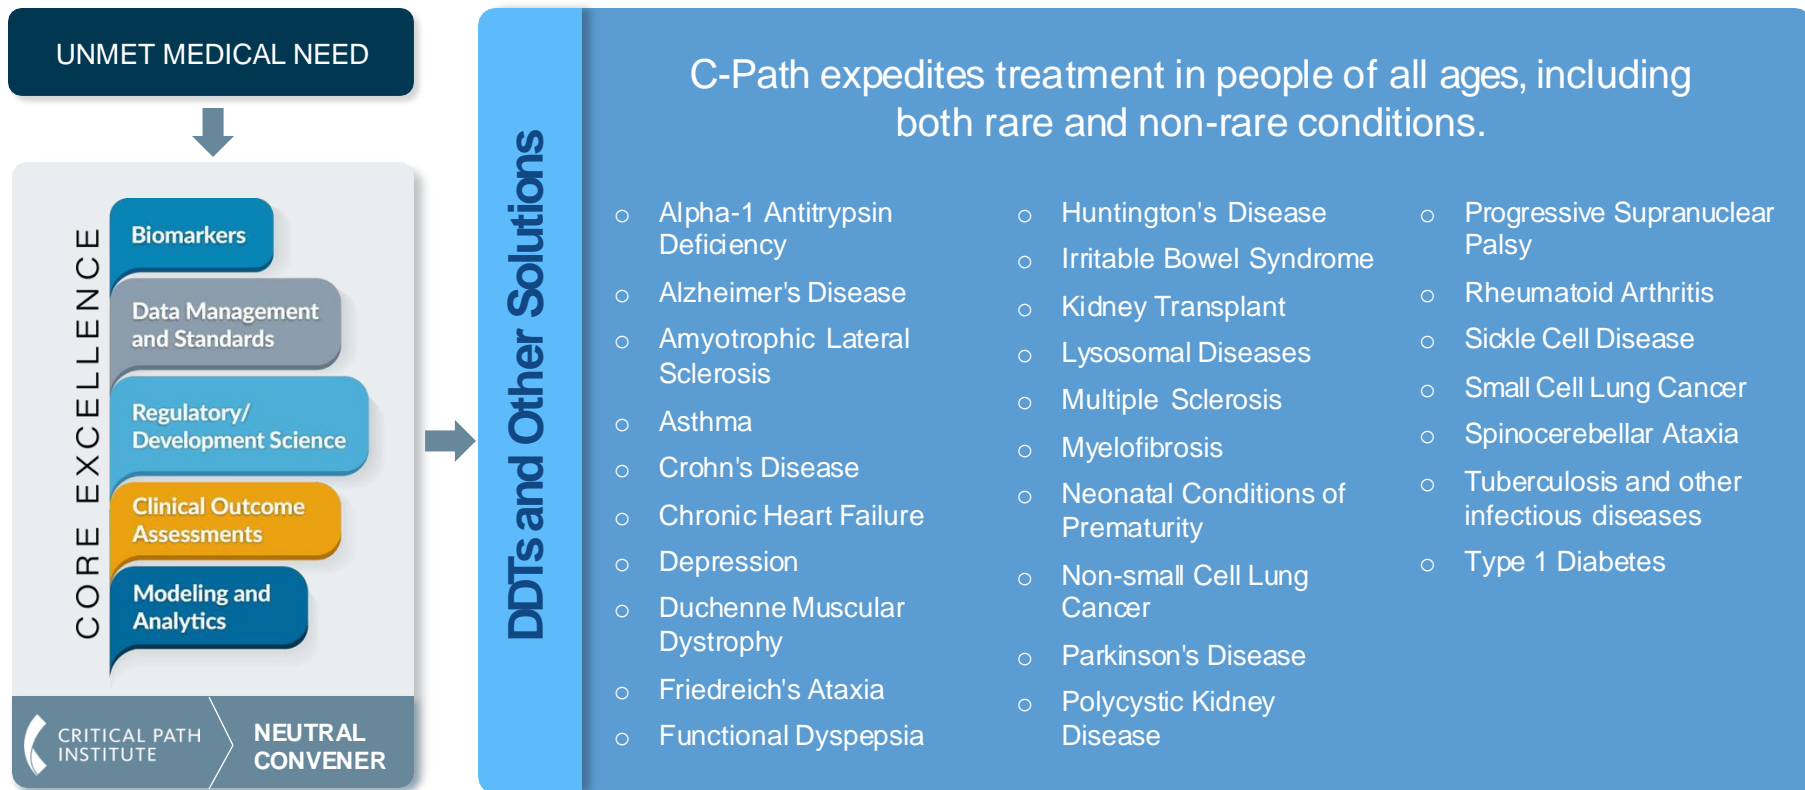 UNMET MEDICAL NEED
CORE EXCELLENCE
Biomarkers
Data Management
and Standards
Regulatory/
Development Science
Clinical Outcome
Assessments
Modeling and
Analytics
CRITICAL PATH
INSTITUTE
NEUTRAL
CONVENER
DDTs and Other Solutions
C-Path expedites treatment in people of all ages, including
both rare and non-rare conditions.
Alpha-1 Antitrypsin
Deficiency
Alzheimer's Disease
Amyotrophic Lateral
Sclerosis
Asthma
Crohn's Disease
Chronic Heart Failure
Depression
Duchenne Muscular
Dystrophy
Friedreich's Ataxia
Functional Dyspepsia
Huntington's Disease
Irritable Bowel Syndrome
Kidney Transplant
Lysosomal Diseases
Multiple Sclerosis
Myelofibrosis
Neonatal Conditions of
Prematurity
Non-small Cell Lung
Cancer
Parkinson's Disease
Polycystic Kidney
Disease
Progressive Supranuclear
Palsy
Rheumatoid Arthritis
Sickle Cell Disease
Small Cell Lung Cancer
Spinocerebellar Ataxia
Tuberculosis and other
infectious diseases
Type 1 Diabetes